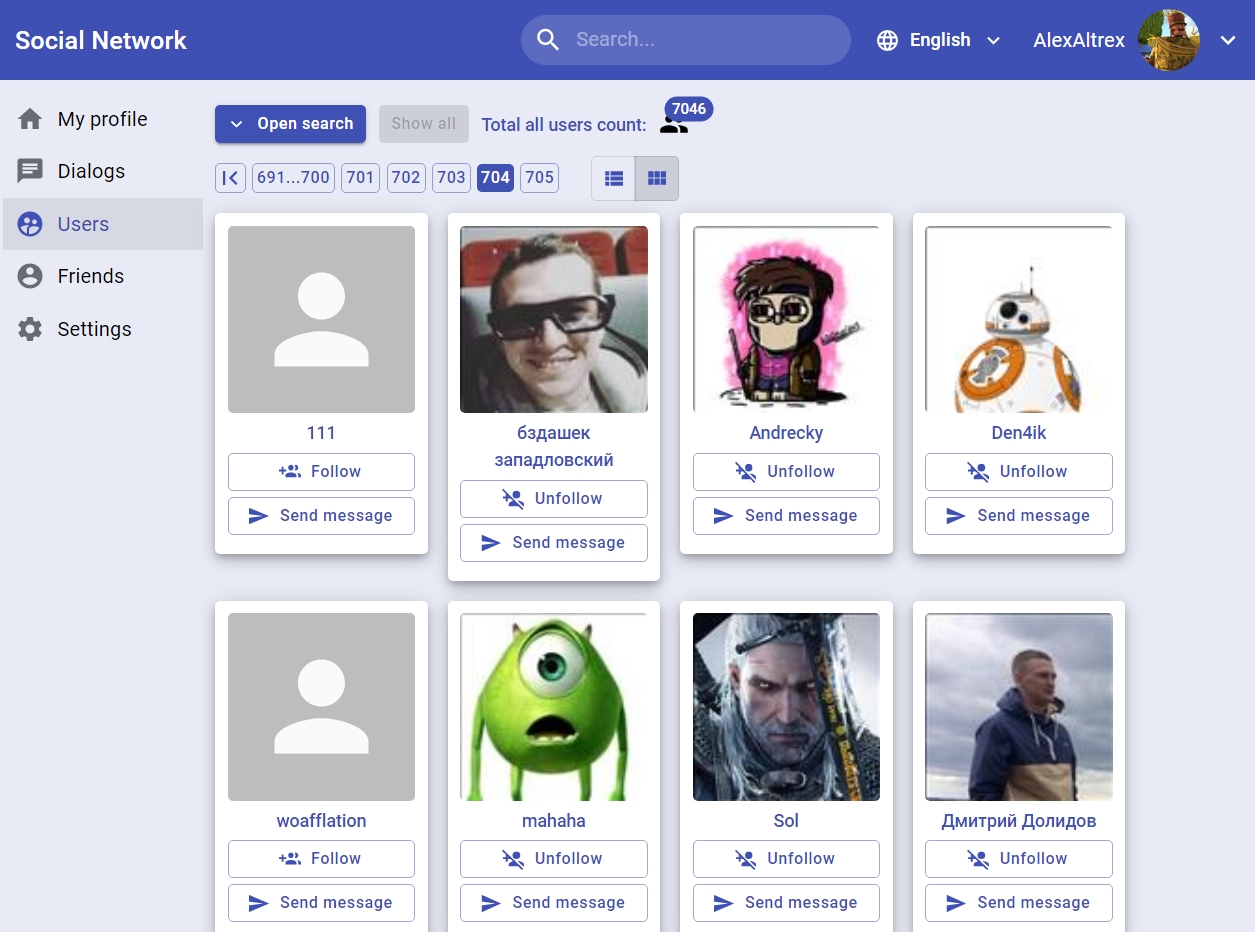 Social Network
Search...
English
AlexAltrex
My profile
Dialogs
Users
Friends
Settings
Open search
Show all
Total all users count:
7046
691...700
701
702
703
704
705
111
Follow
Send message
бздашек
западловский
Unfollow
Send message
Andrecky
Unfollow
Send message
Den4ik
Unfollow
Send message
woafflation
Follow
Send message
mahaha
Unfollow
Send message
Sol
Unfollow
Send message
Дмитрий Долидов
Unfollow
Send message